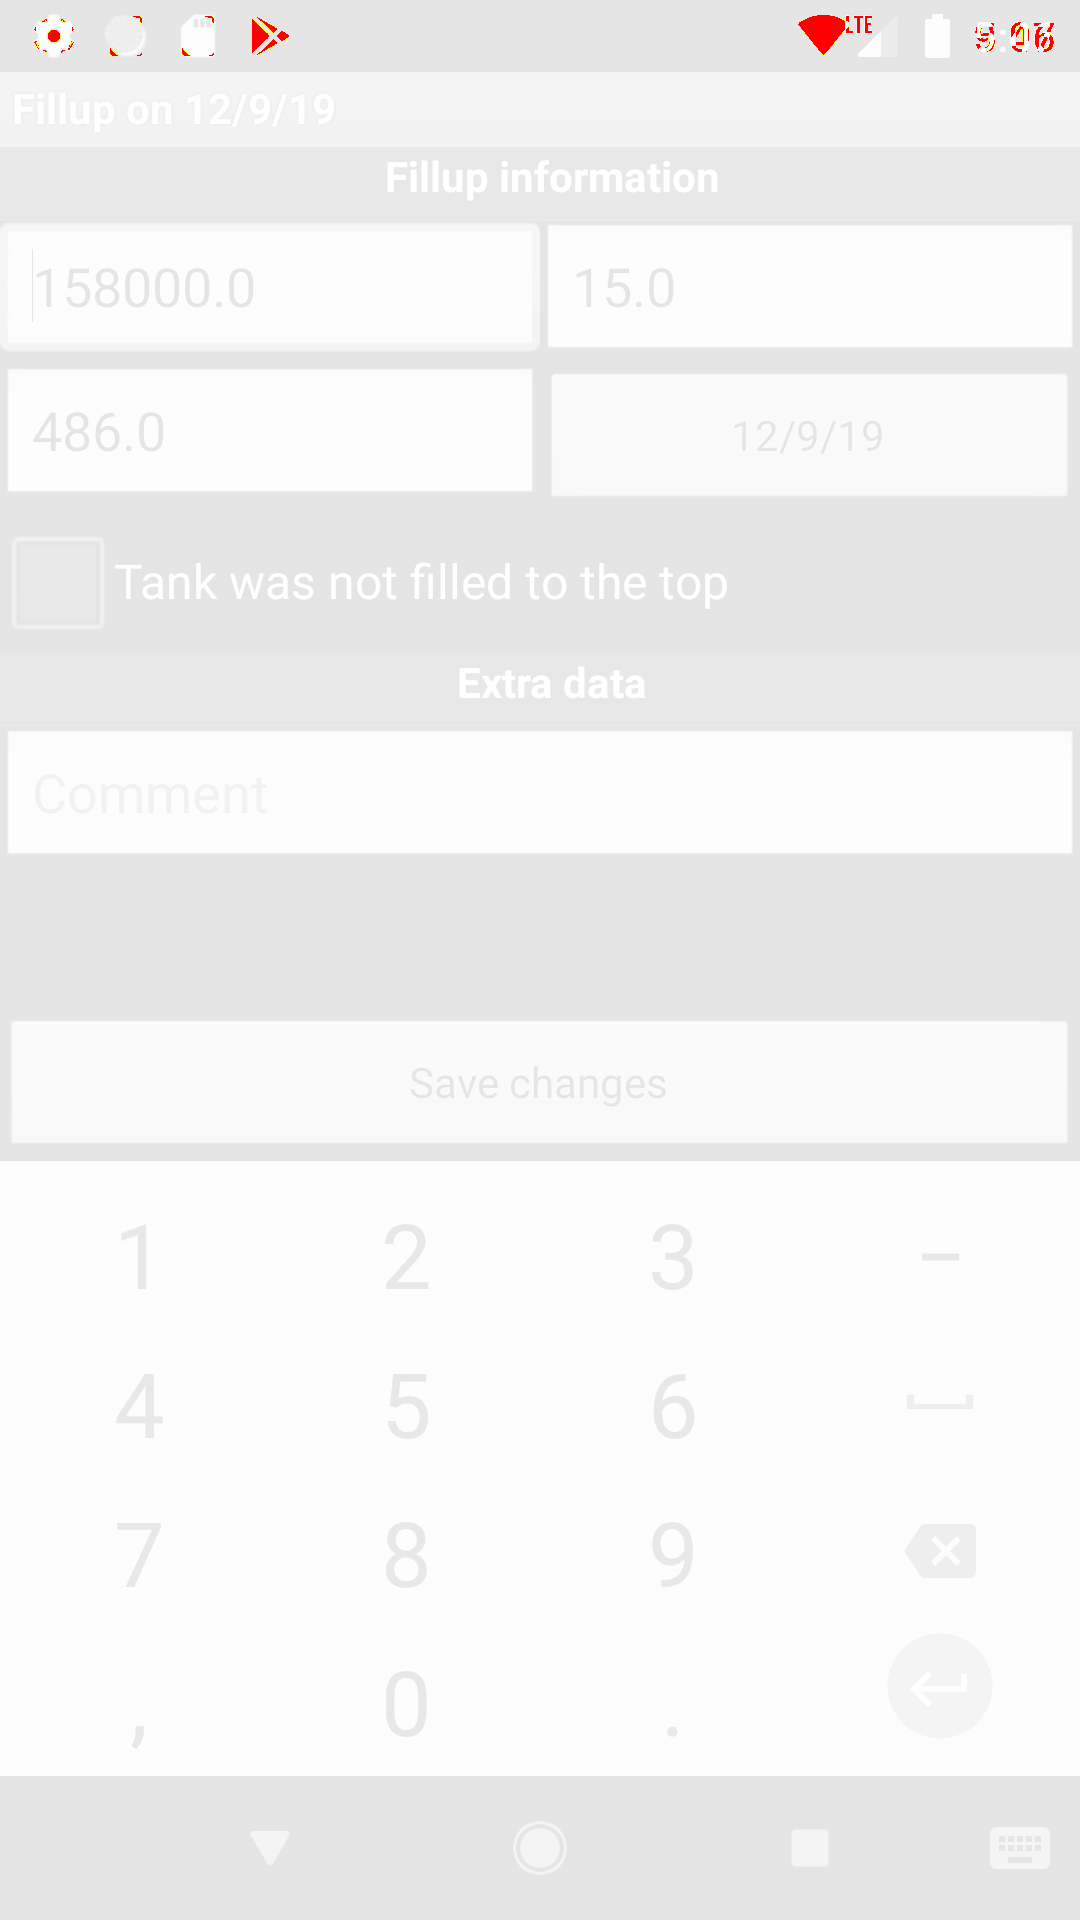 LTE
Fillup on 12/9/19
Fillup information
158000.0 15.0
486.0 12/9/19
Tank was not filled to the top
Extra data
Comment
Save changes
1 2 3 –
4 5 6
7 8 9
, 0 .